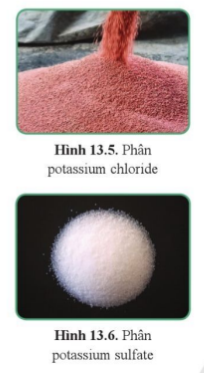 Hình 13.5. Phân
potassium chloride
Hình 13.6. Phân
potassium sulfate